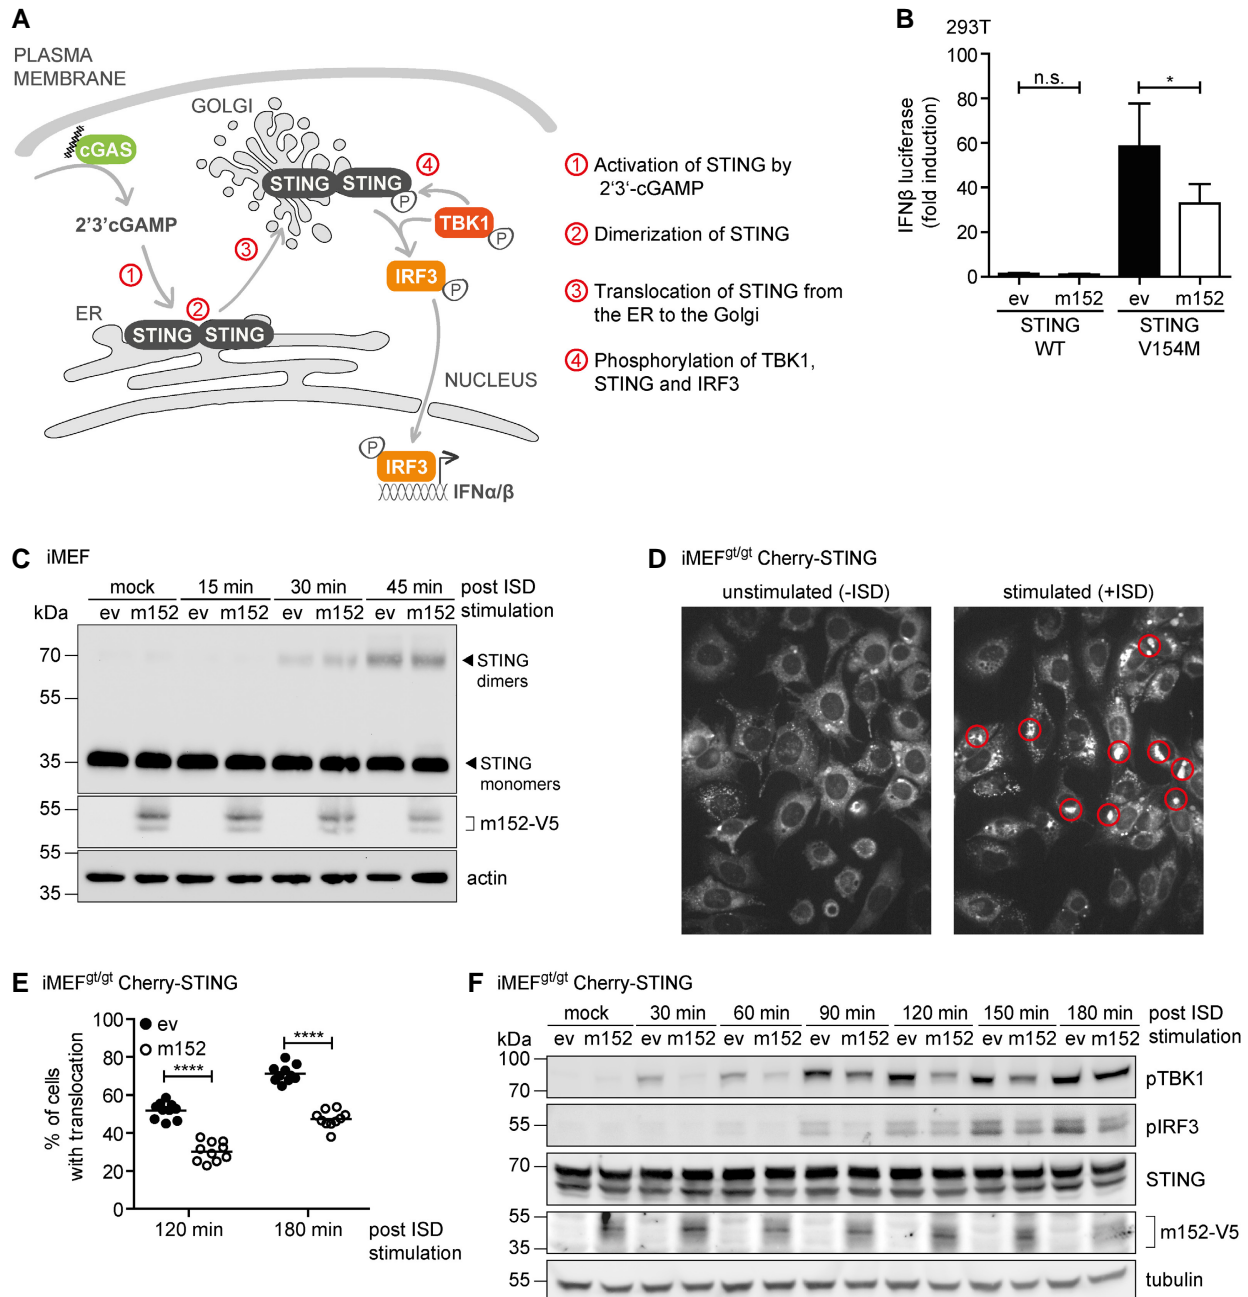 A
PLASMA
MEMBRANE
GOLGI
cGAS
STING STING
4
P
TBK1
P
2‘3’cGAMP
3
1
IRF3
P
2
ER
STING STING
NUCLEUS
P
IRF3
IFNα/β
1 Activation of STING by
2‘3‘-cGAMP
2 Dimerization of STING
3 Translocation of STING from
the ER to the Golgi
4 Phosphorylation of TBK1,
STING and IRF3
B
293T
IFNβ luciferase
(fold induction)
100
80
60
40
20
0
n.s.
*
ev m152 ev m152
STING STING
WT V154M
C iMEF
mock 15 min 30 min 45 min post ISD
kDa ev m152 ev m152 ev m152 ev m152 stimulation
70
STING
dimers
55
35
STING
monomers
55
m152-V5
55
actin
35
D iMEFgt/gt Cherry-STING
unstimulated (-ISD) stimulated (+ISD)
E iMEFgt/gt Cherry-STING
% of cells
with translocation
100
80
60
40
20
0
ev
m152
****
****
120 min 180 min post ISD
stimulation
F iMEFgt/gt Cherry-STING
mock 30 min 60 min 90 min 120 min 150 min 180 min post ISD
kDa ev m152 ev m152 ev m152 ev m152 ev m152 ev m152 ev m152 stimulation
100
pTBK1
70
55
pIRF3
70
STING
55
m152-V5
35
55
tubulin